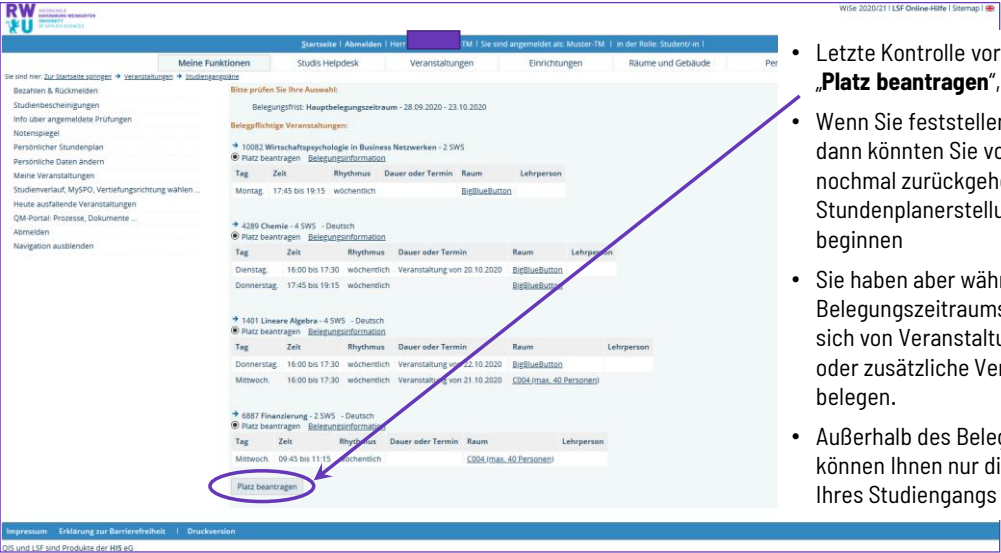 WiSe 2020/21 | LSF Online-Hilfe | Sitemap |
RW
U
HOCHSCHULE
RAVENSBURG-WEINGARTEN
UNIVERSITY
OF APPLIED SCIENCES
Startseite | Abmelden | Herr TM | Sie sind angemeldet als: Muster-TM | in der Rolle: Student/-in |
Meine Funktionen Studis Helpdesk Veranstaltungen Einrichtungen Räume und Gebäude Per
Sie sind hier: Zur Startseite springen ➔ Veranstaltungen ➔ Studiengangpläne
Bezahlen & Rückmelden
Studienbescheinigungen
Info über angemeldete Prüfungen
Notenspiegel
Persönlicher Stundenplan
Persönliche Daten ändern
Meine Veranstaltungen
Studienverlauf, MySPO, Vertiefungsrichtung wählen ...
Heute ausfallende Veranstaltungen
QM-Portal: Prozesse, Dokumente ...
Abmelden
Navigation ausblenden
Bitte prüfen Sie Ihre Auswahl:
Belegungsfrist: Hauptbelegungszeitraum - 28.09.2020 - 23.10.2020
Belegpflichtige Veranstaltungen:
➔ 10082 Wirtschaftspsychologie in Business Netzwerken - 2 SWS
Platz beantragen Belegungsinformation
Tag Zeit Rhythmus Dauer oder Termin Raum Lehrperson
Montag. 17:45 bis 19:15 wöchentlich BigBlueButton
➔ 4289 Chemie - 4 SWS - Deutsch
Platz beantragen Belegungsinformation
Tag Zeit Rhythmus Dauer oder Termin Raum Lehrperson
Dienstag. 16:00 bis 17:30 wöchentlich Veranstaltung von 20.10.2020 BigBlueButton
Donnerstag. 17:45 bis 19:15 wöchentlich BigBlueButton
➔ 1401 Lineare Algebra - 4 SWS - Deutsch
Platz beantragen Belegungsinformation
Tag Zeit Rhythmus Dauer oder Termin Raum Lehrperson
Donnerstag. 16:00 bis 17:30 wöchentlich Veranstaltung von 22.10.2020 BigBlueButton
Mittwoch. 16:00 bis 17:30 wöchentlich Veranstaltung von 21.10.2020 C004 (max. 40 Personen)
➔ 6887 Finanzierung - 2 SWS - Deutsch
Platz beantragen Belegungsinformation
Tag Zeit Rhythmus Dauer oder Termin Raum Lehrperson
Mittwoch. 09:45 bis 11:15 wöchentlich C004 (max. 40 Personen)
Platz beantragen
Impressum Erklärung zur Barrierefreiheit | Druckversion
QIS und LSF sind Produkte der HIS eG
• Letzte Kontrolle vor
„Platz beantragen“,
• Wenn Sie feststeller
dann könnten Sie vo
nochmal zurückgehe
Stundenplanerstellu
beginnen
• Sie haben aber währ
Belegungszeitraums
sich von Veranstaltu
oder zusätzliche Ver
belegen.
• Außerhalb des Beleg
können Ihnen nur di
Ihres Studiengangs